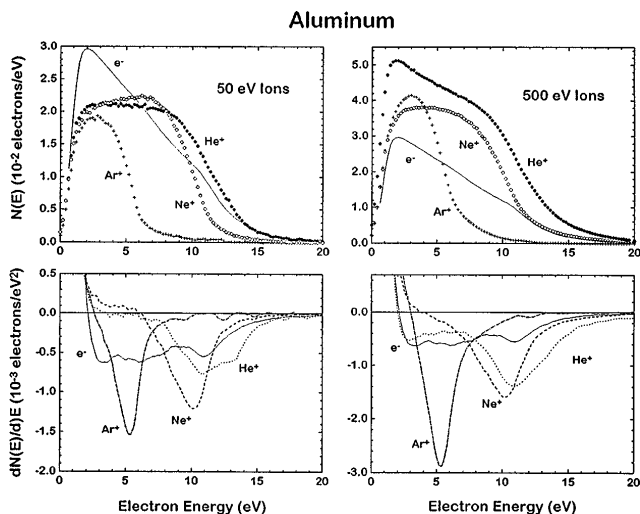 Aluminum
N(E) (10⁻² electrons/eV)
3.0
2.5
2.0
1.5
1.0
0.5
0.0
0
5
10
15
20
e⁻
50 eV Ions
He⁺
Ar⁺
Ne⁺
5.0
4.0
3.0
2.0
1.0
0.0
0
5
10
15
20
500 eV Ions
He⁺
Ne⁺
e⁻
Ar⁺
dN(E)/d)E (10⁻³ electrons/eV²)
0.5
0.0
-0.5
-1.0
-1.5
-2.0
0
5
10
15
20
e⁻
He⁺
Ne⁺
Ar⁺
Electron Energy (eV)
0.0
-1.0
-2.0
-3.0
0
5
10
15
20
e⁻
He⁺
Ne⁺
Ar⁺
Electron Energy (eV)